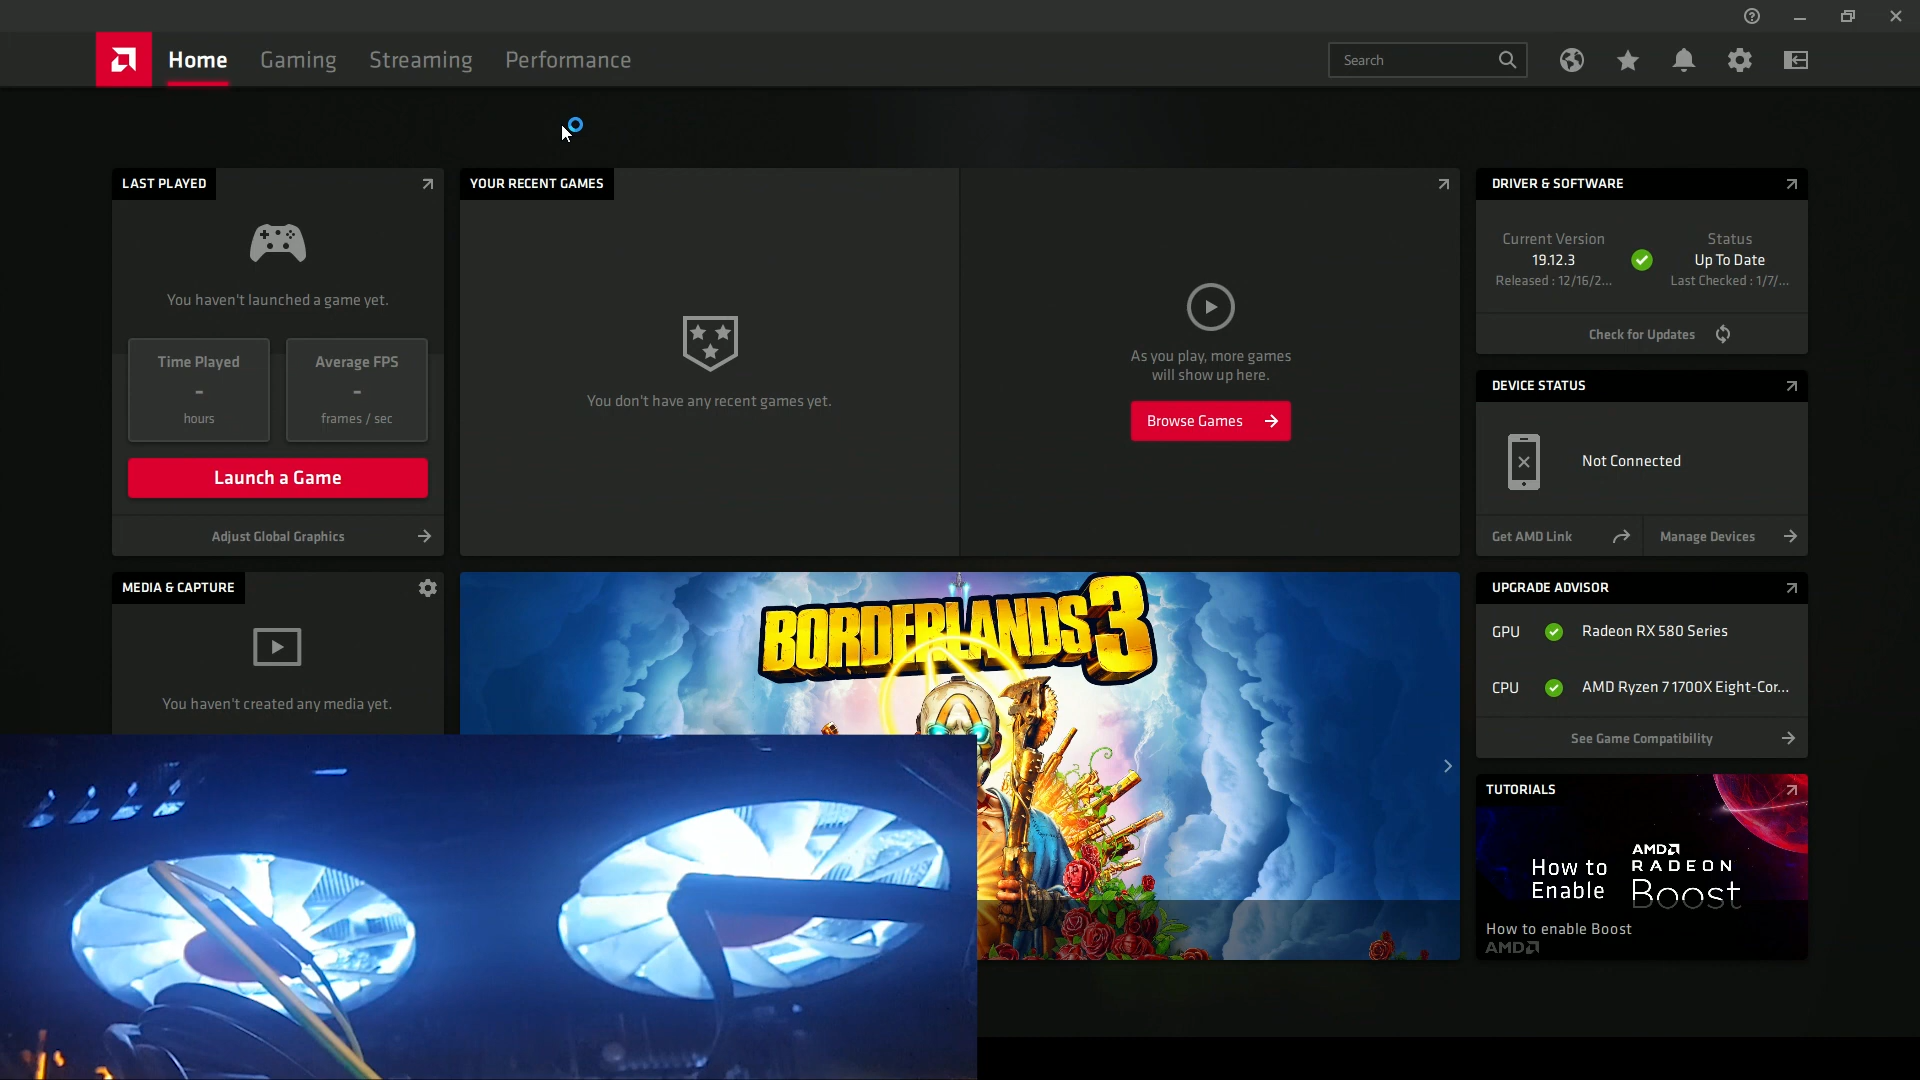 Home
Gaming
Streaming
Performance
Search
LAST PLAYED
You haven't launched a game yet.
Time Played
-
hours
Average FPS
-
frames / sec
Launch a Game
Adjust Global Graphics
YOUR RECENT GAMES
You don't have any recent games yet.
As you play, more games
will show up here.
Browse Games
DRIVER & SOFTWARE
Current Version
19.12.3
Released : 12/16/2...
Status
Up To Date
Last Checked : 1/7/...
Check for Updates
DEVICE STATUS
Not Connected
Get AMD Link
Manage Devices
MEDIA & CAPTURE
You haven't created any media yet.
BORDERLANDS 3
UPGRADE ADVISOR
GPU
Radeon RX 580 Series
CPU
AMD Ryzen 7 1700X Eight-Cor...
See Game Compatibility
TUTORIALS
How to
Enable
AMD
RADEON
Boost
How to enable Boost
AMD